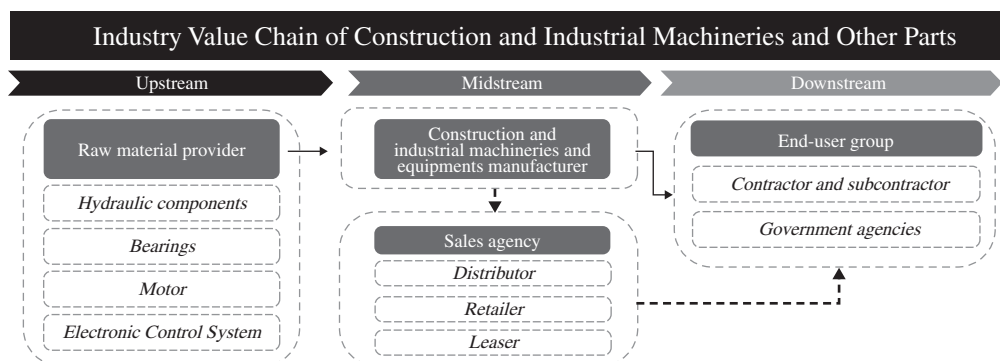 Industry Value Chain of Construction and Industrial Machineries and Other Parts
Upstream
Midstream
Downstream
Raw material provider
Hydraulic components
Bearings
Motor
Electronic Control System
Construction and
industrial machineries and
equipments manufacturer
Sales agency
Distributor
Retailer
Leaser
End-user group
Contractor and subcontractor
Government agencies